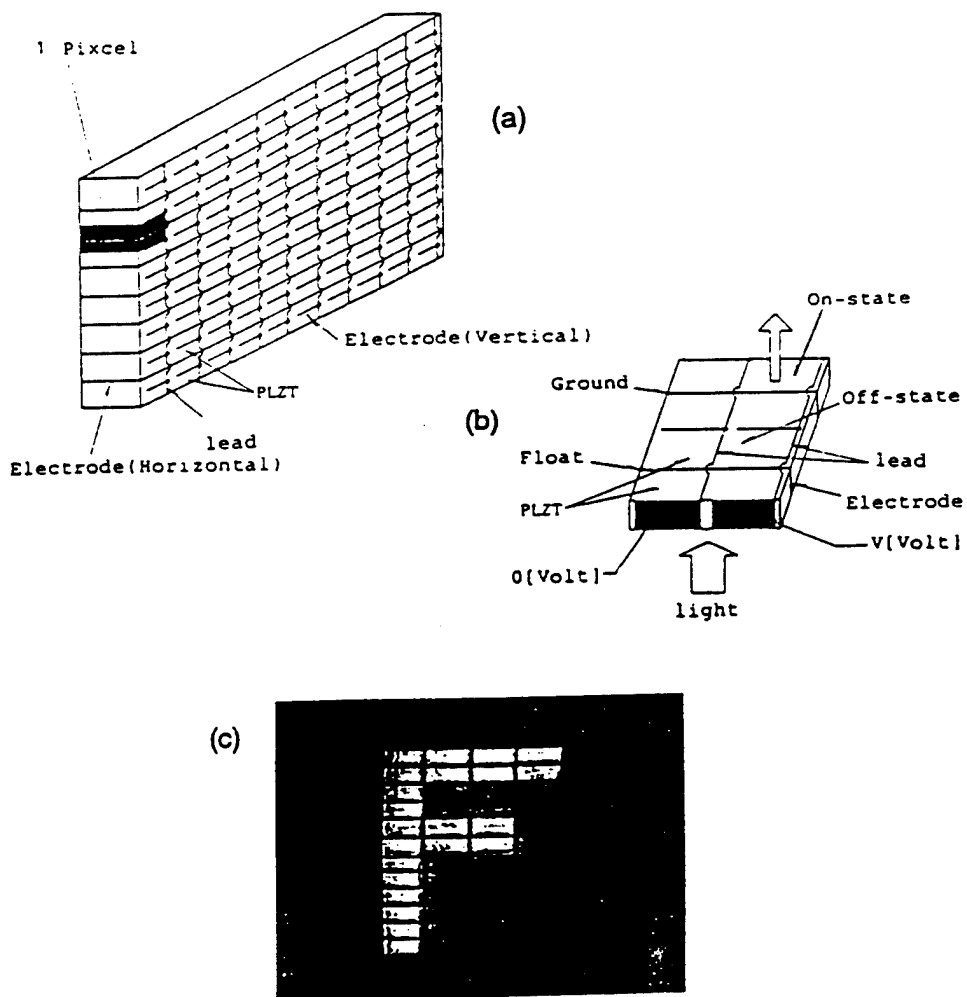 1 Pixcel
(a)
Electrode(Vertical)
PLZT
lead
Electrode(Horizontal)
On-state
Ground
(b)
Off-state
Float
lead
PLZT
Electrode
V[Volt]
0[Volt]
light
(c)
F